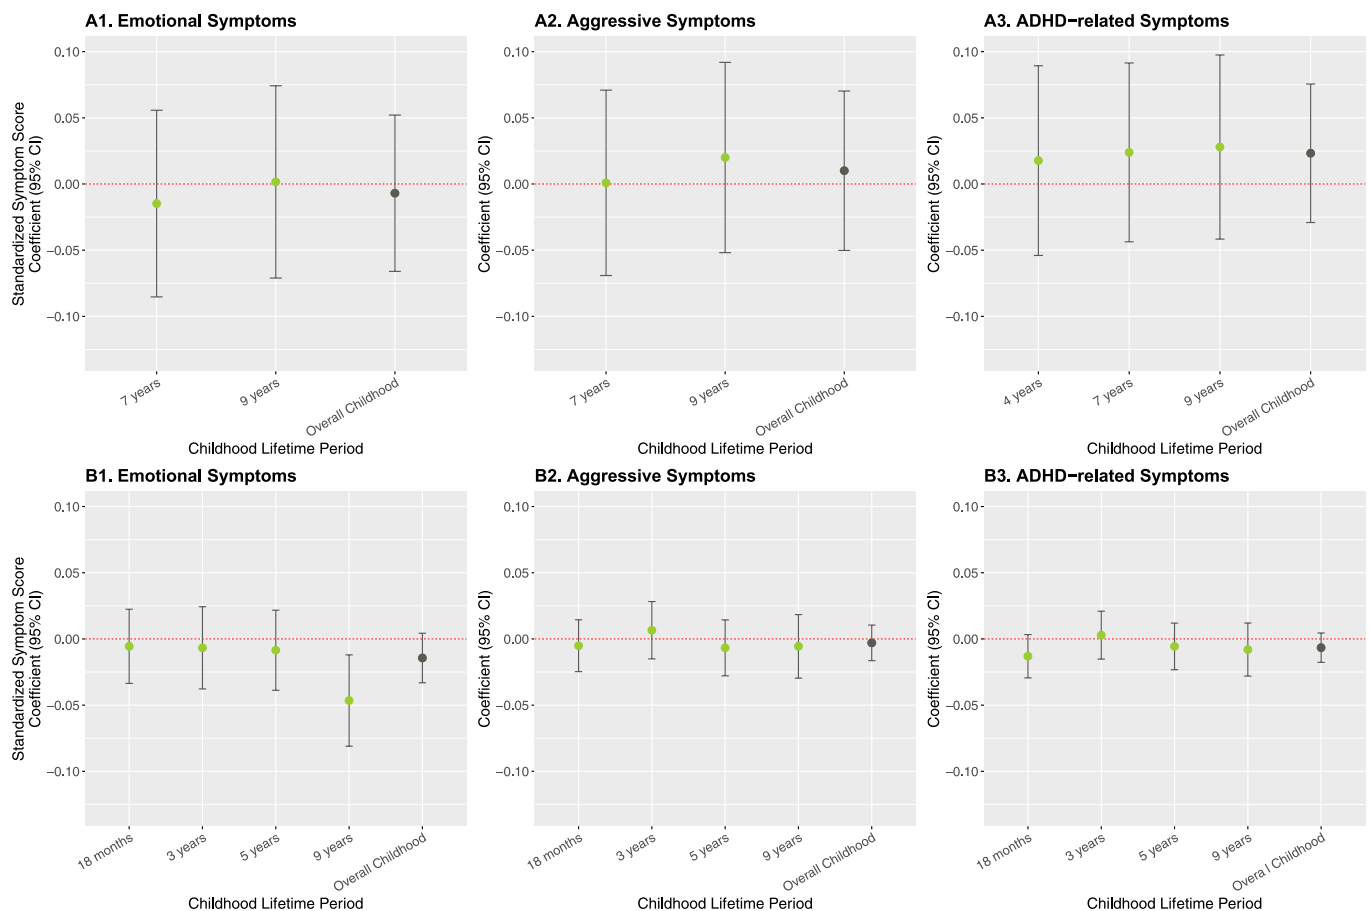 A1. Emotional Symptoms
Standardized Symptom Score
Coefficient (95% CI)
0.10
0.05
0.00
−0.05
−0.10
7 years
9 years
Overall Childhood
Childhood Lifetime Period
A2. Aggressive Symptoms
Coefficient (95% CI)
0.10
0.05
0.00
−0.05
−0.10
7 years
9 years
Overall Childhood
Childhood Lifetime Period
A3. ADHD−related Symptoms
Coefficient (95% CI)
0.10
0.05
0.00
−0.05
−0.10
4 years
7 years
9 years
Overall Childhood
Childhood Lifetime Period
B1. Emotional Symptoms
Standardized Symptom Score
Coefficient (95% CI)
0.10
0.05
0.00
−0.05
−0.10
18 months
3 years
5 years
9 years
Overall Childhood
Childhood Lifetime Period
B2. Aggressive Symptoms
Coefficient (95% CI)
0.10
0.05
0.00
−0.05
−0.10
18 months
3 years
5 years
9 years
Overall Childhood
Childhood Lifetime Period
B3. ADHD−related Symptoms
Coefficient (95% CI)
0.10
0.05
0.00
−0.05
−0.10
18 months
3 years
5 years
9 years
Overa l Childhood
Childhood Lifetime Period